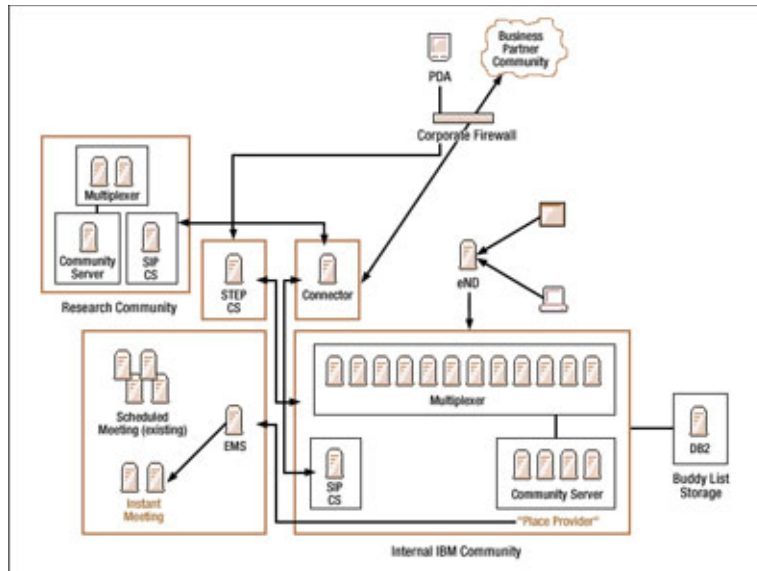 Business
Partner
Community
PDA
Corporate Firewall
Multiplexer
Community
Server
SIP
CS
Research Community
STEP
CS
Connector
eND
Scheduled
Meeting (existing)
EMS
Instant
Meeting
Multiplexer
SIP
CS
Community Server
"Place Provider"
DB2
Buddy List
Storage
Internal IBM Community